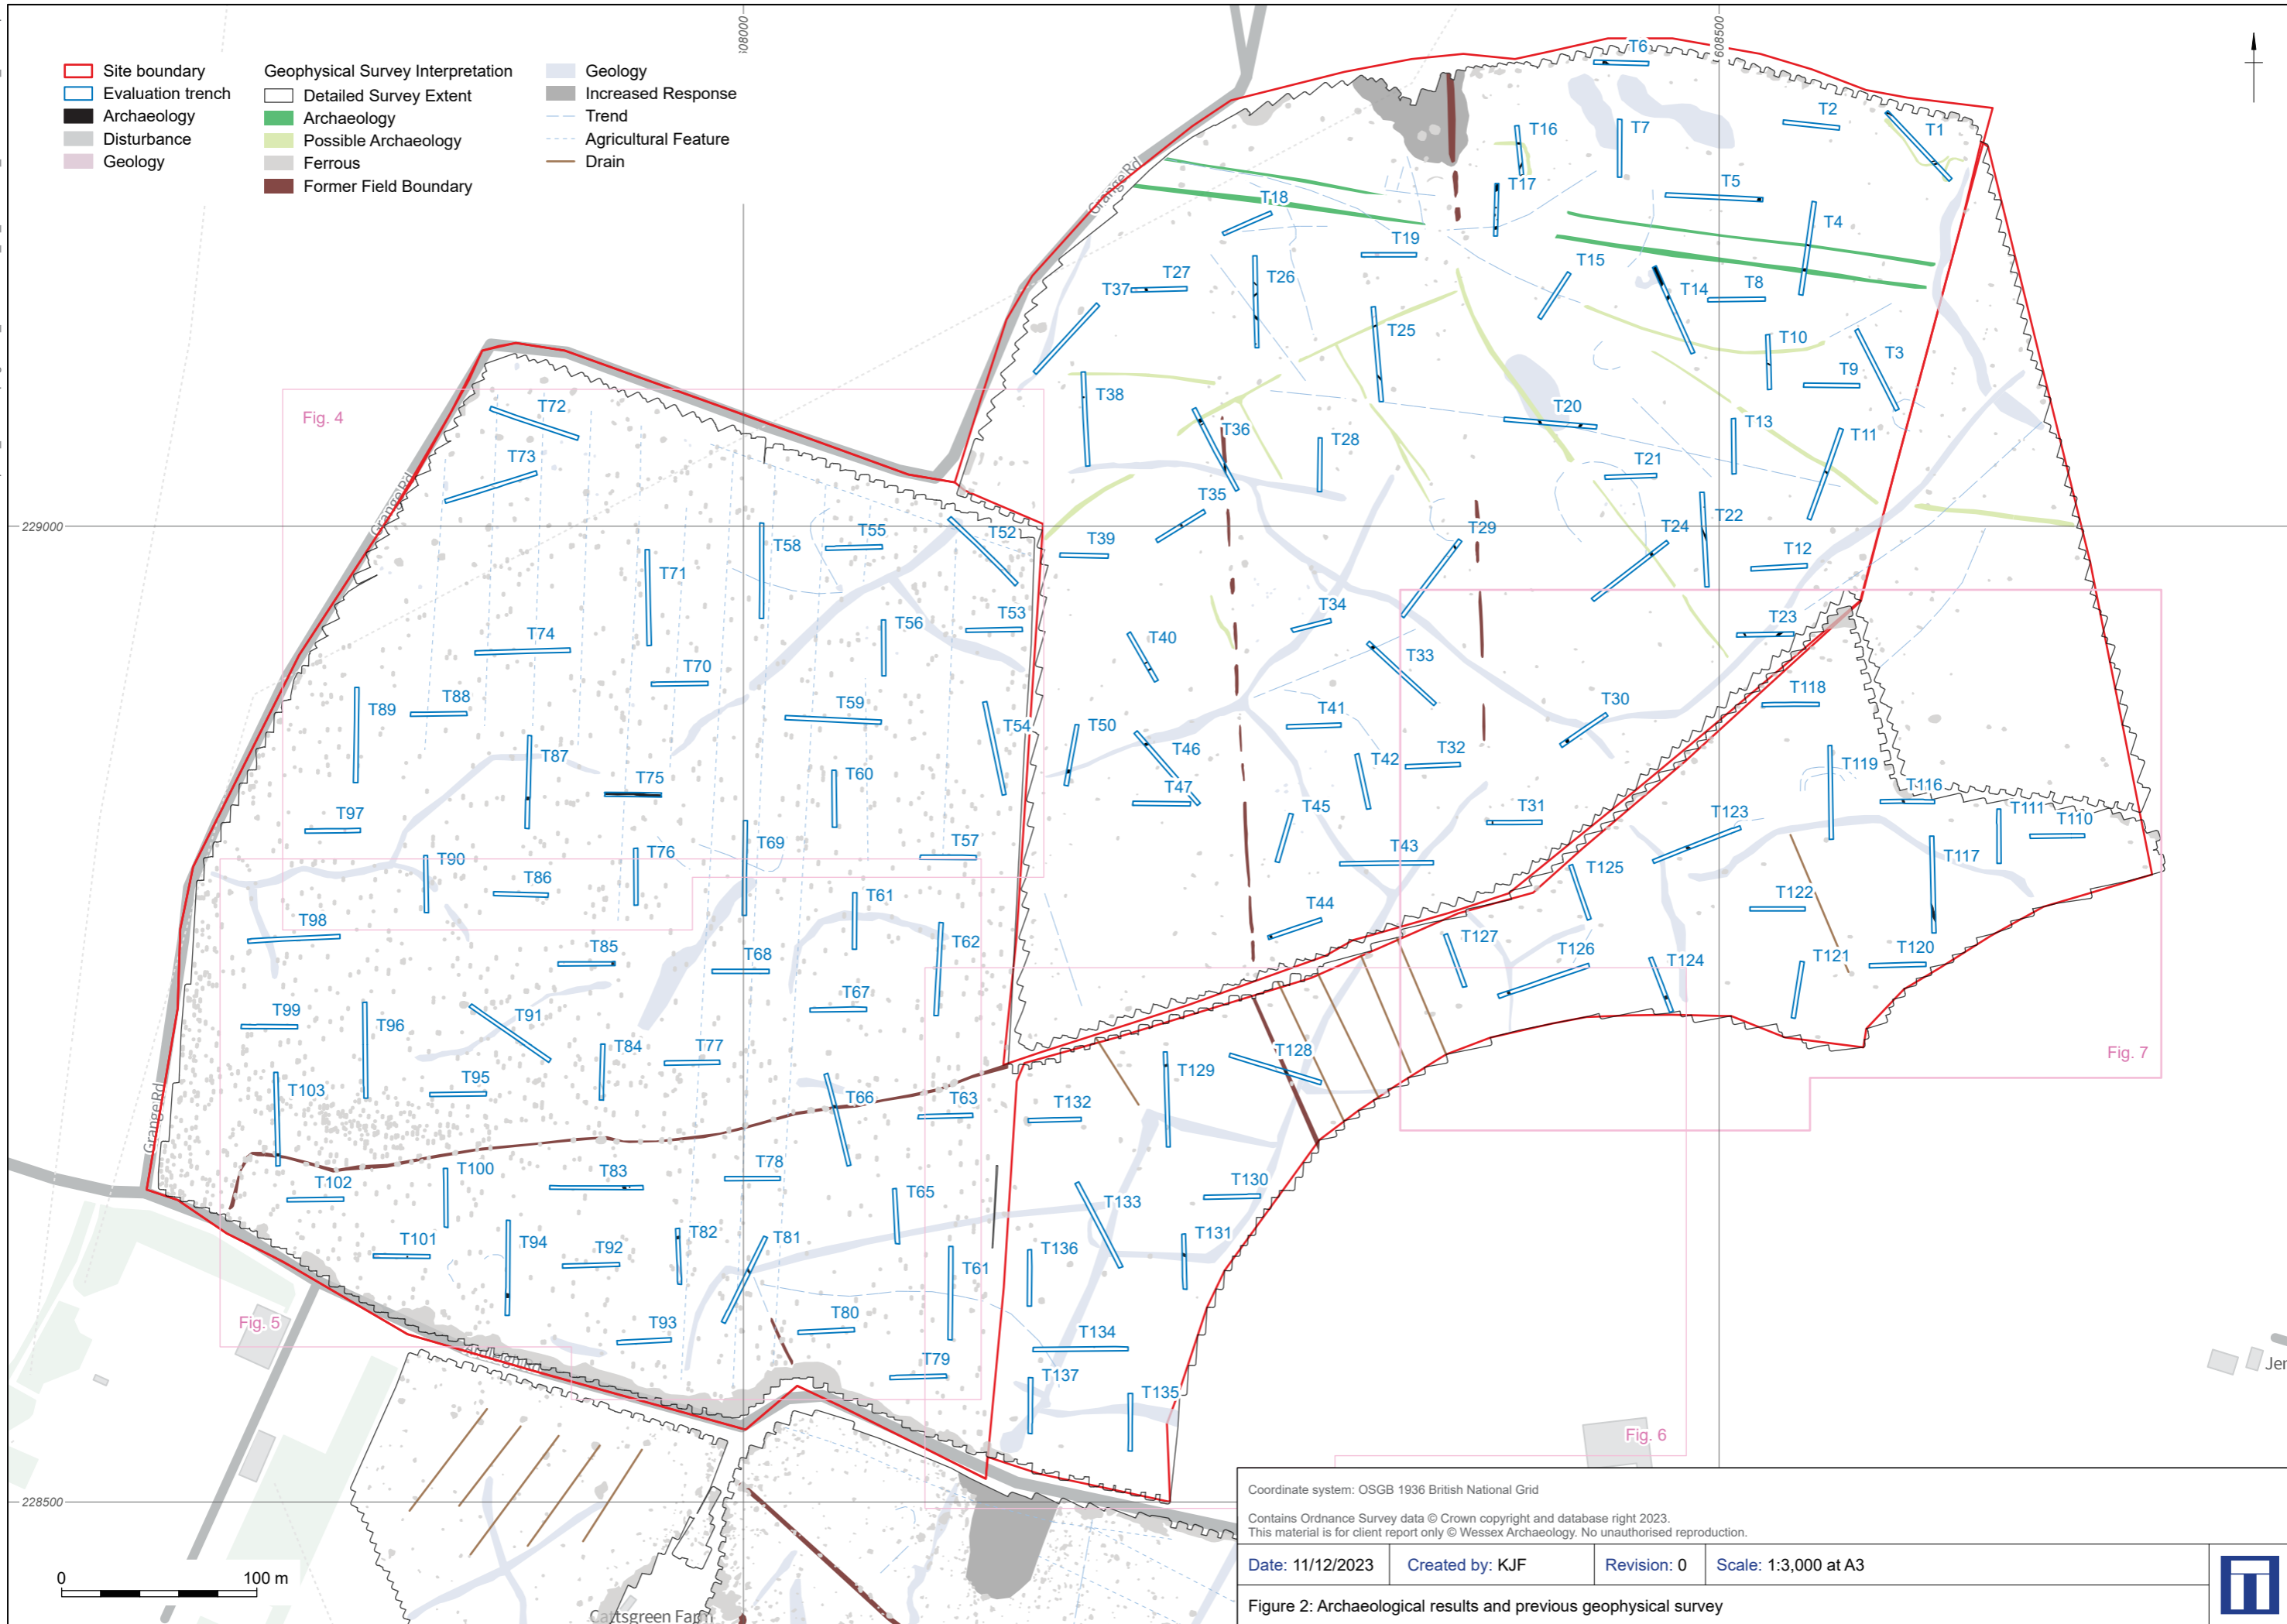 Site boundary
Evaluation trench
Archaeology
Disturbance
Geology
Geophysical Survey Interpretation
Detailed Survey Extent
Archaeology
Possible Archaeology
Ferrous
Former Field Boundary
Geology
Increased Response
Trend
Agricultural Feature
Drain
608500
T6
T2
T1
T16
T7
T17
T5
T18
T4
T19
T15
T27
T26
T37
T14
T8
T25
T10
T3
T9
T38
T20
T13
T36
T28
T11
T21
T35
T22
T24
T29
T39
T12
T34
T23
T40
T33
T30
T118
T41
T50
T46
T42
T32
T119
T47
T45
T31
T123
T116
T111
T110
T43
T125
T117
T122
T44
T127
T126
T124
T121
T120
Grange Rd
Fig. 4
T72
T73
Grange Rd
229000
T55
T52
T58
T71
T56
T53
T74
T70
T89
T88
T59
T54
T87
T75
T60
T97
T90
T76
T69
T57
T86
T61
T98
T62
T85
T68
T67
T99
T96
T91
T84
T77
T103
T95
T66
T63
T132
T129
T128
Fig. 7
Grange Rd
T102
T100
T83
T78
T65
T133
T130
T101
T94
T92
T82
T81
T61
T136
T131
Fig. 5
T93
T80
T134
T79
T137
T135
Fig. 6
228500
0 100 m
Cattsgreen Farm
Coordinate system: OSGB 1936 British National Grid
Contains Ordnance Survey data © Crown copyright and database right 2023.
This material is for client report only © Wessex Archaeology. No unauthorised reproduction.
Date: 11/12/2023
Created by: KJF
Revision: 0
Scale: 1:3,000 at A3
Figure 2: Archaeological results and previous geophysical survey